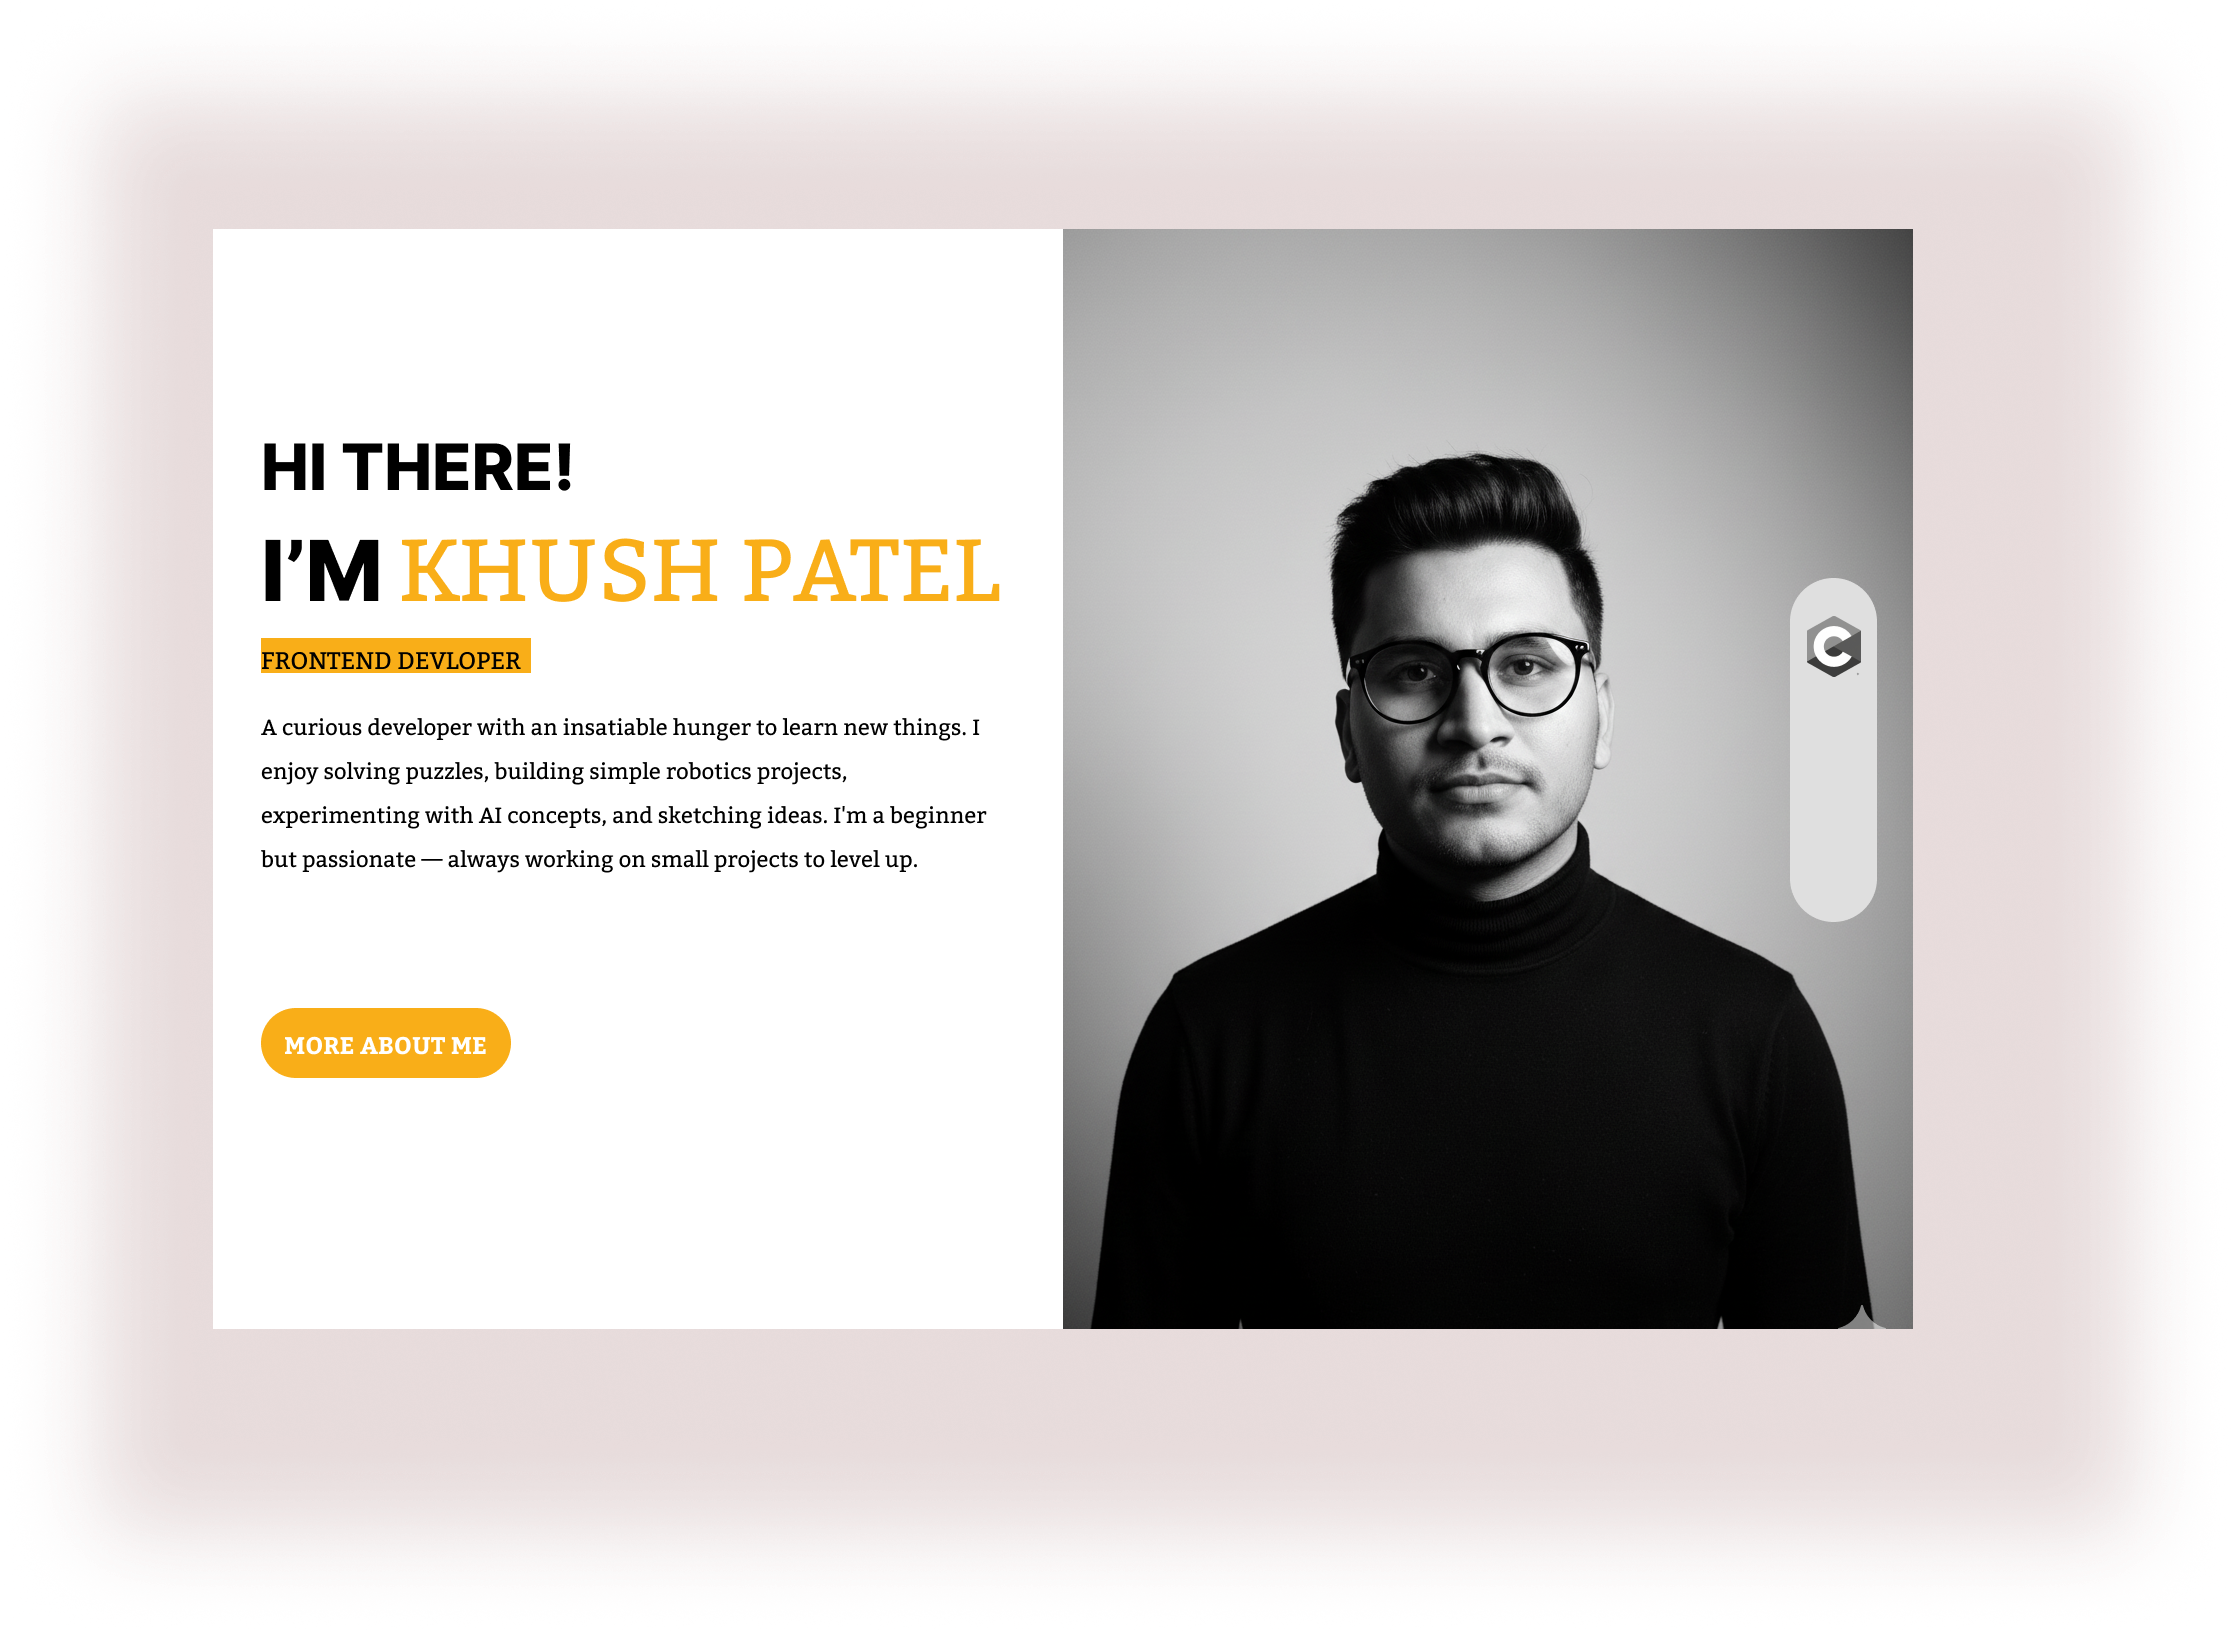 HI THERE!
I’M KHUSH PATEL
FRONTEND DEVLOPER
A curious developer with an insatiable hunger to learn new things. I
enjoy solving puzzles, building simple robotics projects,
experimenting with AI concepts, and sketching ideas. I'm a beginner
but passionate — always working on small projects to level up.
C
MORE ABOUT ME